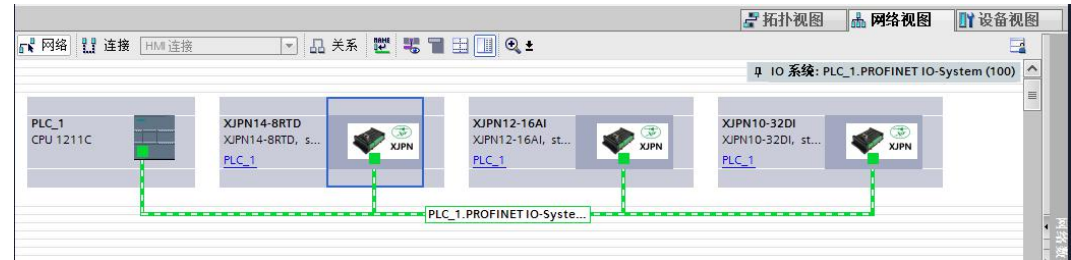 拓扑视图 网络视图 设备视图
网络 连接 HMI 连接 关系
IO 系统: PLC_1.PROFINET IO-System (100)
PLC_1
CPU 1211C
XJPN14-8RTD
XJPN14-8RTD, s...
PLC_1
XJPN
XJPN12-16AI
XJPN12-16AI, st...
PLC_1
XJPN
XJPN10-32DI
XJPN10-32DI, st...
PLC_1
XJPN
PLC_1.PROFINET IO-Syste...